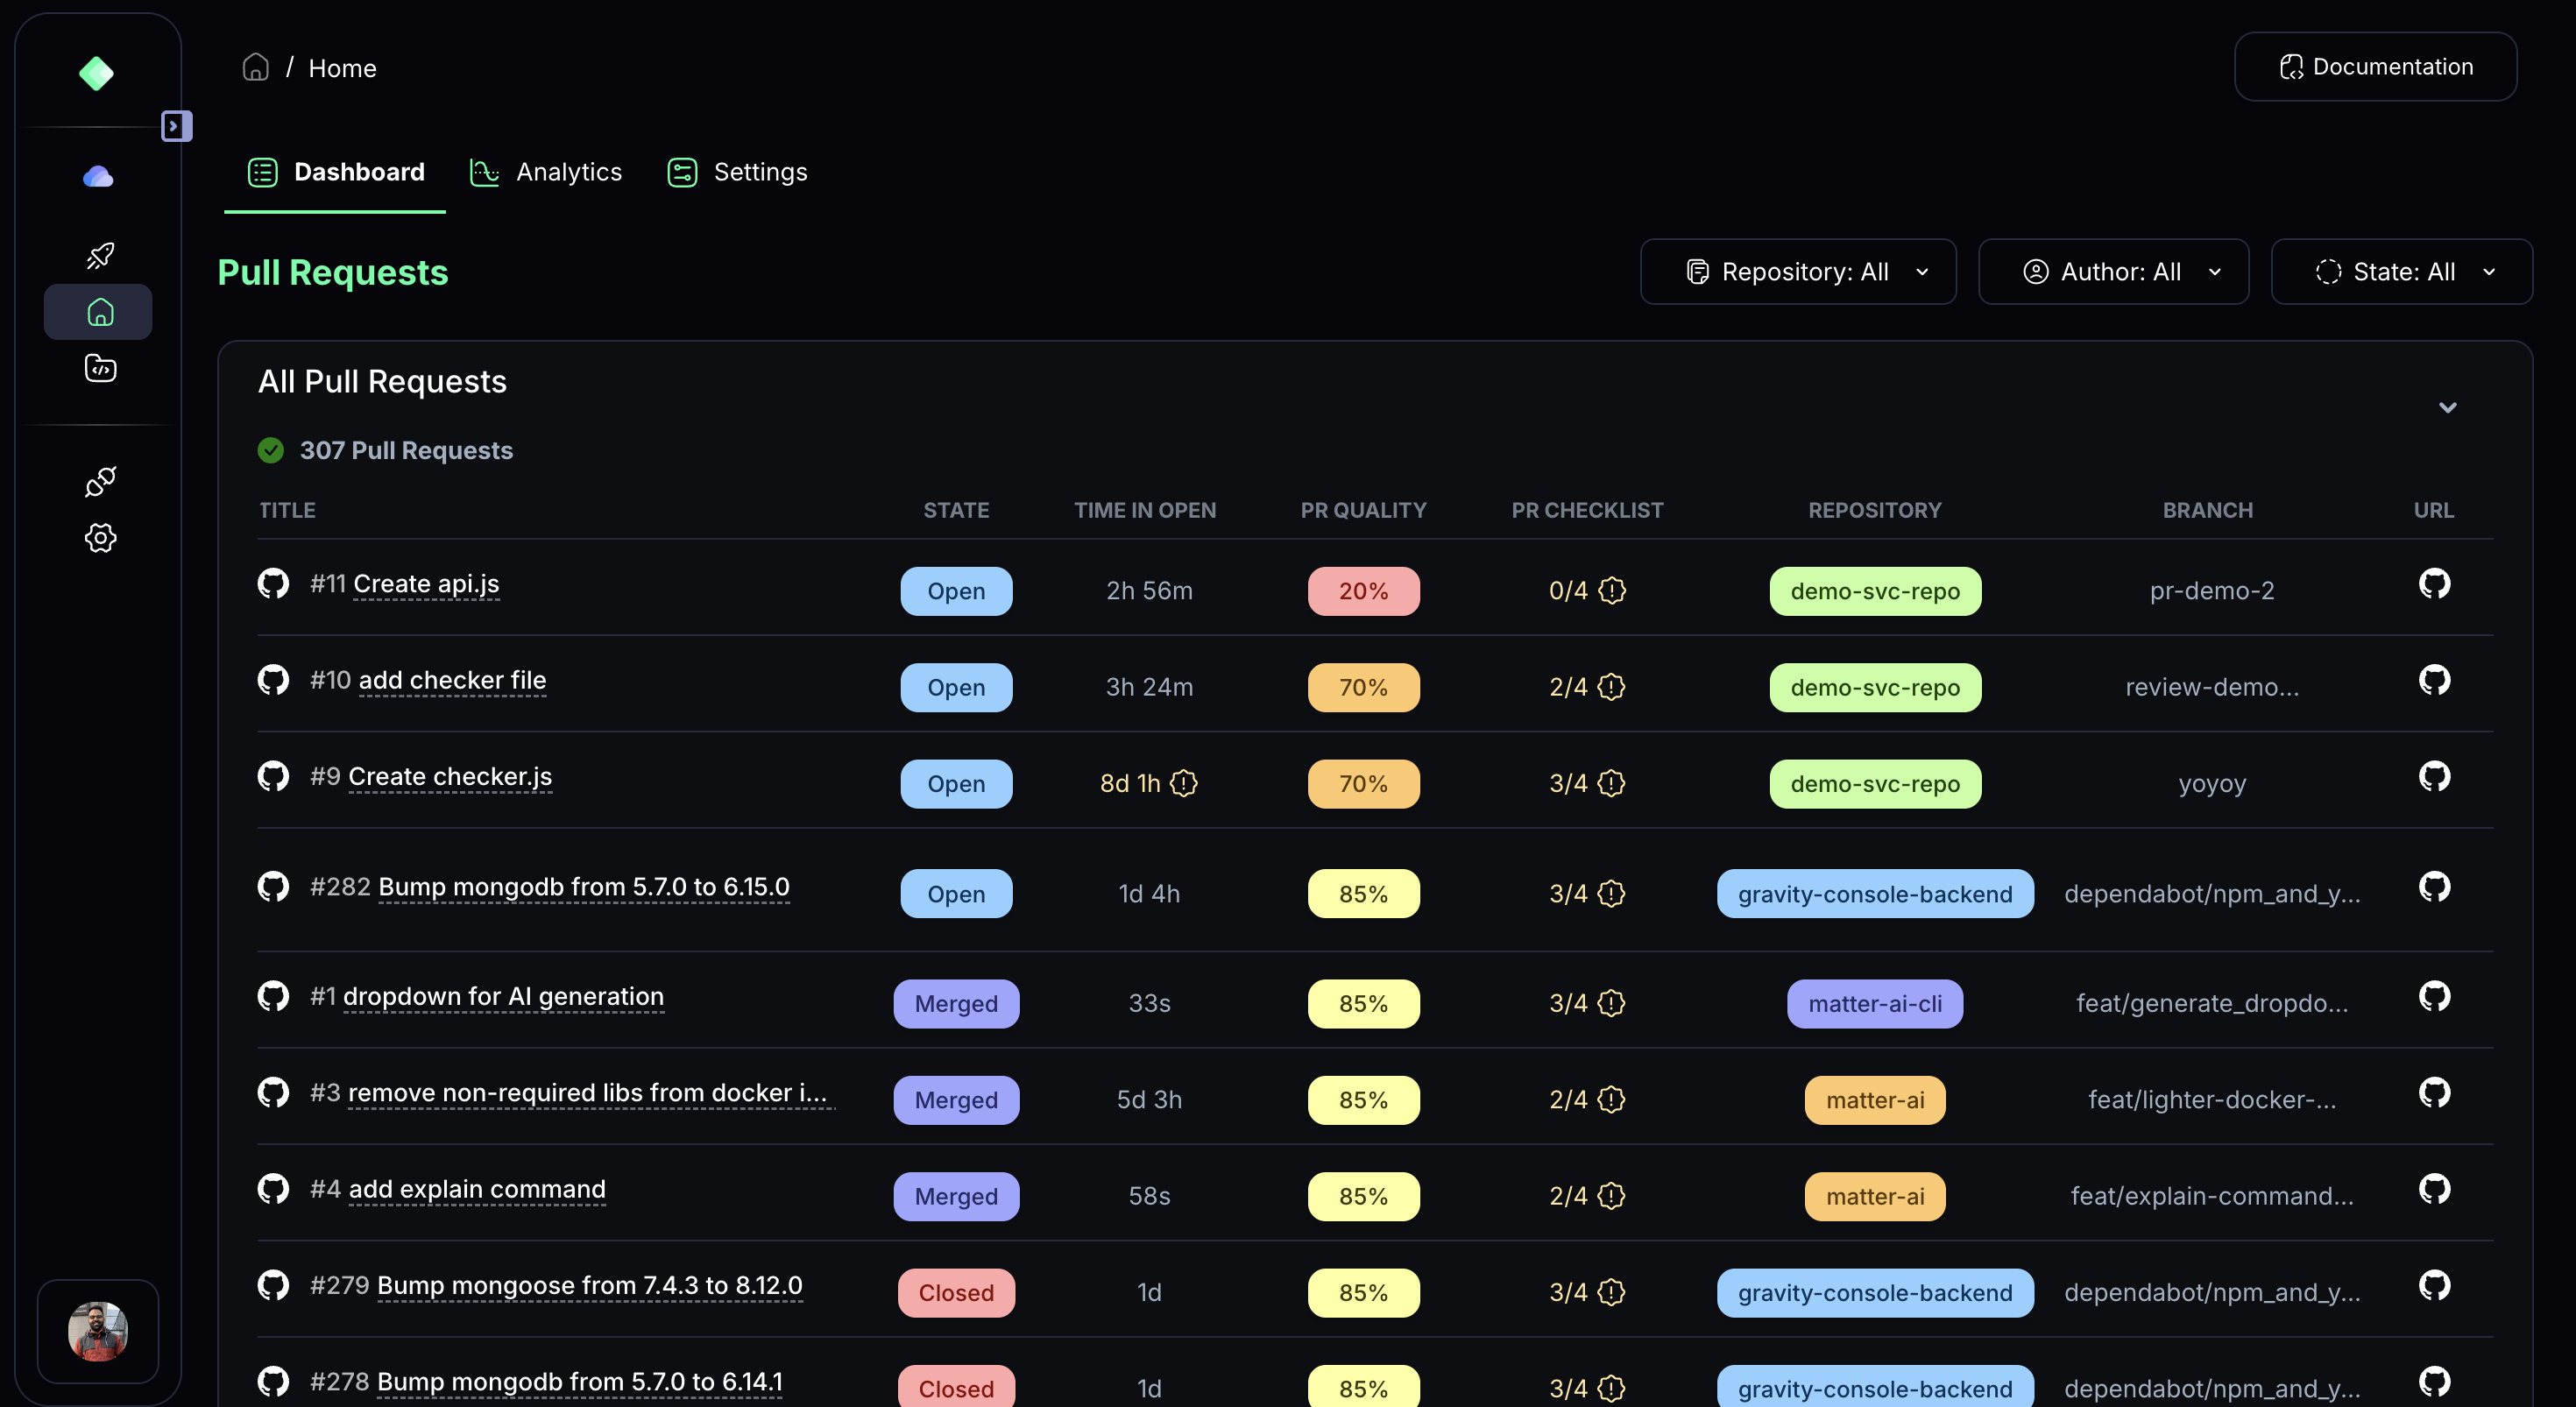 / Home
Documentation
Dashboard Analytics Settings
Pull Requests
Repository: All Author: All State: All
All Pull Requests
307 Pull Requests
TITLE STATE TIME IN OPEN PR QUALITY PR CHECKLIST REPOSITORY BRANCH URL
#11 Create api.js Open 2h 56m 20% 0/4 demo-svc-repo pr-demo-2
#10 add checker file Open 3h 24m 70% 2/4 demo-svc-repo review-demo...
#9 Create checker.js Open 8d 1h 70% 3/4 demo-svc-repo yoyoy
#282 Bump mongodb from 5.7.0 to 6.15.0 Open 1d 4h 85% 3/4 gravity-console-backend dependabot/npm_and_y...
#1 dropdown for AI generation Merged 33s 85% 3/4 matter-ai-cli feat/generate_dropdo...
#3 remove non-required libs from docker i... Merged 5d 3h 85% 2/4 matter-ai feat/lighter-docker-...
#4 add explain command Merged 58s 85% 2/4 matter-ai feat/explain-command...
#279 Bump mongoose from 7.4.3 to 8.12.0 Closed 1d 85% 3/4 gravity-console-backend dependabot/npm_and_y...
#278 Bump mongodb from 5.7.0 to 6.14.1 Closed 1d 85% 3/4 gravity-console-backend dependabot/npm_and_y...